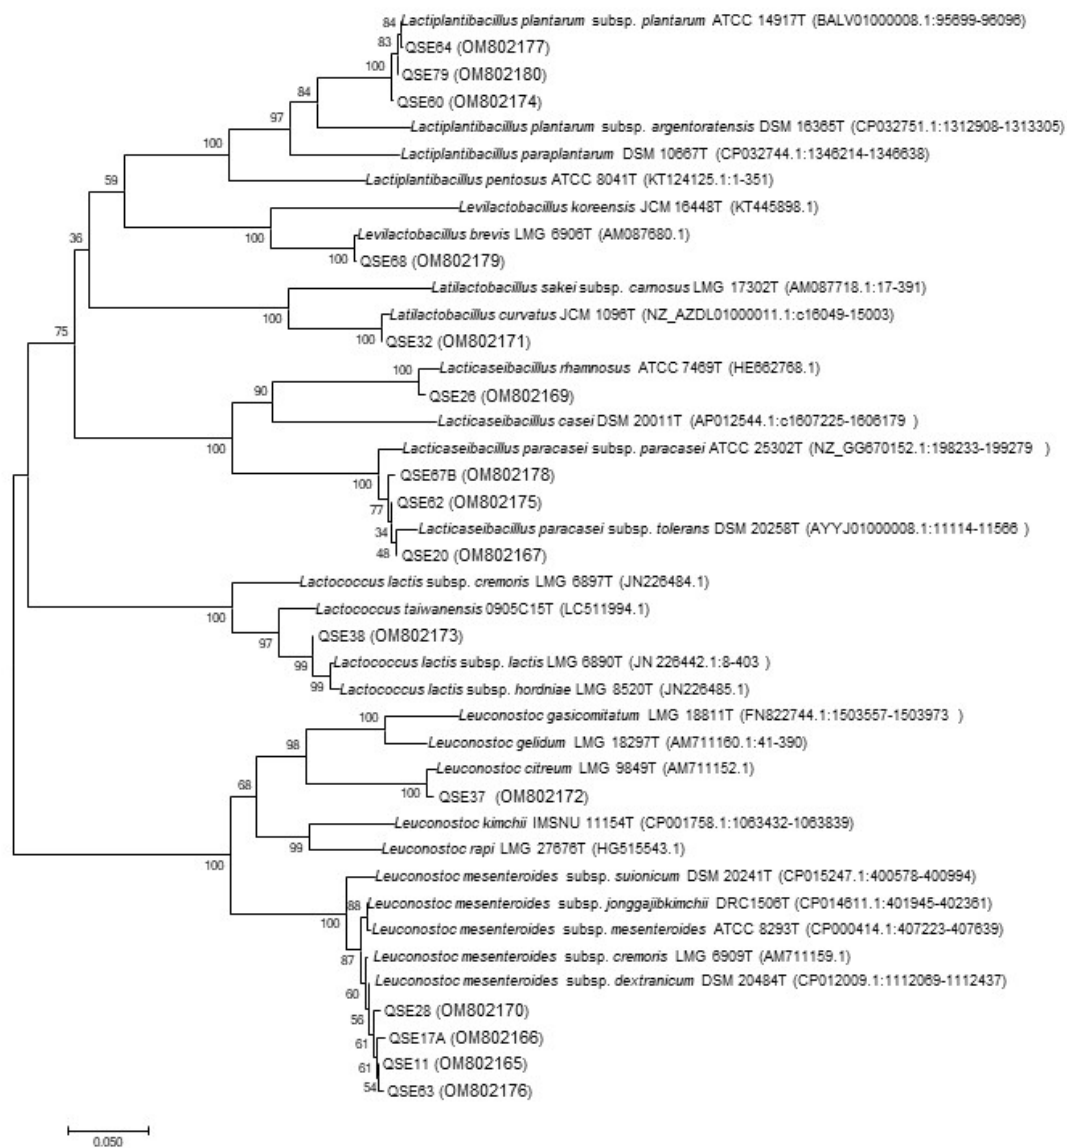 84
Lactiplantibacillus plantarum subsp. plantarum ATCC 14917T (BALV01000008.1:95699-96096)
83
QSE64 (OM802177)
100
QSE79 (OM802180)
84
QSE60 (OM802174)
97
Lactiplantibacillus plantarum subsp. argentoratensis DSM 16365T (CP032751.1:1312908-1313305)
100
Lactiplantibacillus paraplantarum DSM 10667T (CP032744.1:1346214-1346638)
59
Lactiplantibacillus pentosus ATCC 8041T (KT124125.1:1-351)
Levilactobacillus koreensis JCM 16448T (KT445898.1)
36
100
Levilactobacillus brevis LMG 6906T (AM087680.1)
100
QSE68 (OM802179)
Latilactobacillus sakei subsp. carnosus LMG 17302T (AM087718.1:17-391)
100
Latilactobacillus curvatus JCM 1096T (NZ_AZDL01000011.1:c16049-15003)
75
100
QSE32 (OM802171)
100
Lacticaseibacillus rhamnosus ATCC 7469T (HE662768.1)
90
QSE26 (OM802169)
Lacticaseibacillus casei DSM 20011T (AP012544.1:c1607225-1606179 )
100
Lacticaseibacillus paracasei subsp. paracasei ATCC 25302T (NZ_GG670152.1:198233-199279 )
100
QSE67B (OM802178)
77
QSE62 (OM802175)
34
Lacticaseibacillus paracasei subsp. tolerans DSM 20258T (AYYJ01000008.1:11114-11566 )
48
QSE20 (OM802167)
Lactococcus lactis subsp. cremoris LMG 6897T (JN226484.1)
100
Lactococcus taiwanensis 0905C15T (LC511994.1)
97
QSE38 (OM802173)
99
Lactococcus lactis subsp. lactis LMG 6890T (JN 226442.1:8-403 )
99
Lactococcus lactis subsp. hordniae LMG 8520T (JN226485.1)
100
Leuconostoc gasicomitatum LMG 18811T (FN822744.1:1503557-1503973 )
98
Leuconostoc gelidum LMG 18297T (AM711160.1:41-390)
68
Leuconostoc citreum LMG 9849T (AM711152.1)
100
QSE37 (OM802172)
Leuconostoc kimchii IMSNU 11154T (CP001758.1:1063432-1063839)
99
Leuconostoc rapi LMG 27676T (HG515543.1)
100
Leuconostoc mesenteroides subsp. suionicum DSM 20241T (CP015247.1:400578-400994)
88
Leuconostoc mesenteroides subsp. jonggajibkimchii DRC1506T (CP014611.1:401945-402361)
100
Leuconostoc mesenteroides subsp. mesenteroides ATCC 8293T (CP000414.1:407223-407639)
87
Leuconostoc mesenteroides subsp. cremoris LMG 6909T (AM711159.1)
60
Leuconostoc mesenteroides subsp. dextranicum DSM 20484T (CP012009.1:1112069-1112437)
56
QSE28 (OM802170)
61
QSE17A (OM802166)
61
QSE11 (OM802165)
54
QSE63 (OM802176)
0.050